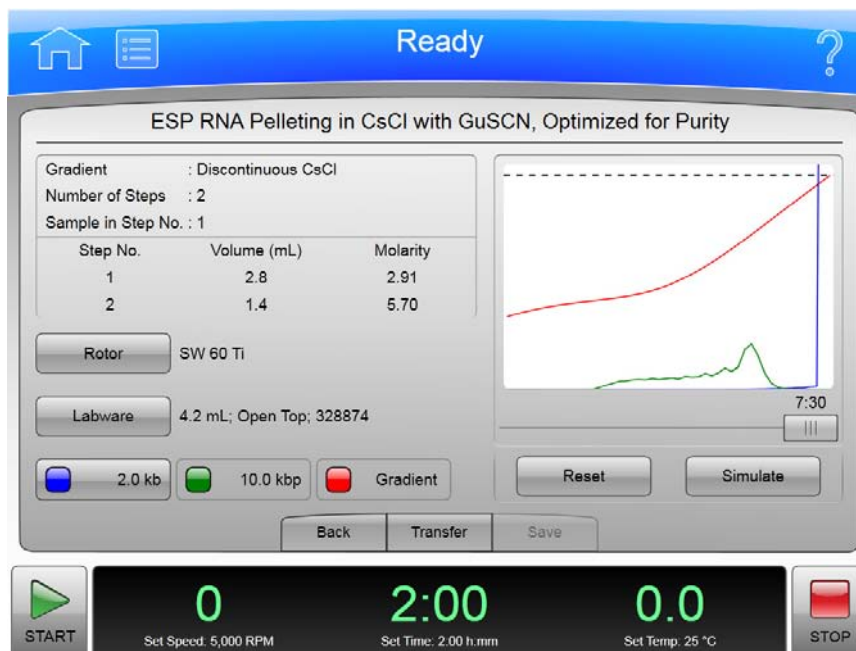 Ready
ESP RNA Pelleting in CsCl with GuSCN, Optimized for Purity
Gradient : Discontinuous CsCl
Number of Steps : 2
Sample in Step No. : 1
Step No. Volume (mL) Molarity
1 2.8 2.91
2 1.4 5.70
Rotor SW 60 Ti
Labware 4.2 mL; Open Top; 328874
7:30
2.0 kb 10.0 kbp Gradient
Reset Simulate
Back Transfer Save
0 2:00 0.0
START Set Speed: 5,000 RPM Set Time: 2.00 h:mm Set Temp: 25 °C STOP